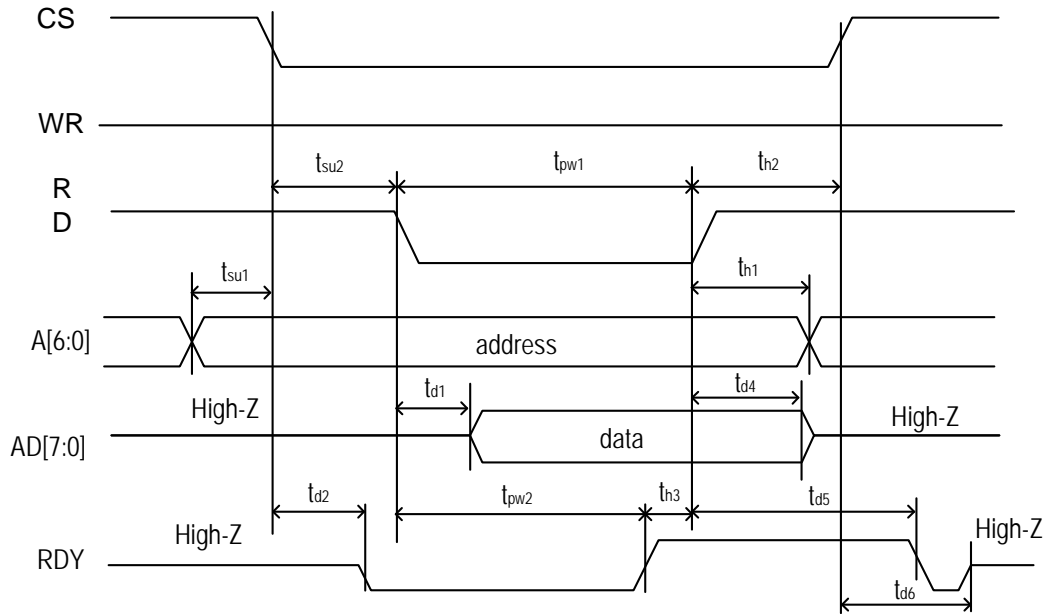 CS
WR
tsu2 tpw1 th2
R
D
tsu1 th1
A[6:0] address
td1 td4
High-Z High-Z
AD[7:0] data
td2 tpw2 th3 td5
High-Z High-Z
RDY
td6